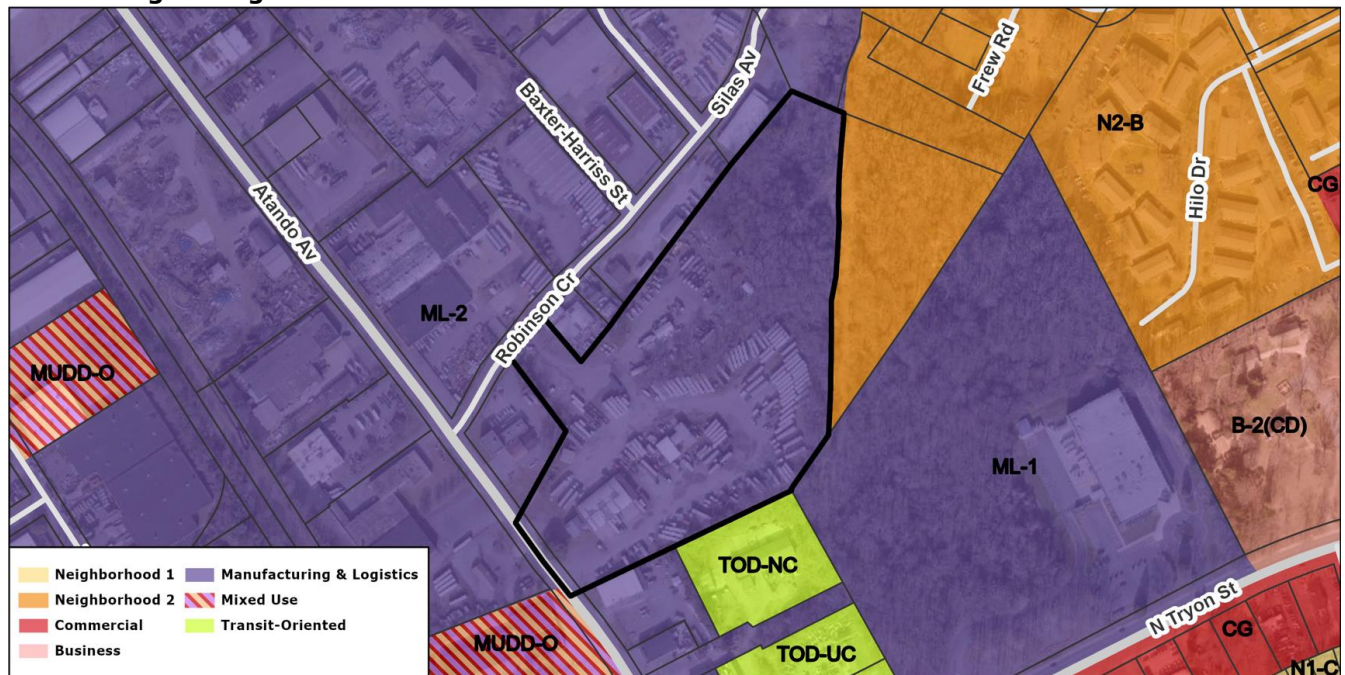 Frew Rd
N2-B
Silas Av
Baxter-Harriss St
Hilo Dr
CG
Atando Av
ML-2
Robinson Cr
MUDD-O
B-2(CD)
ML-1
TOD-NC
N Tryon St
CG
MUDD-O
TOD-UC
N1-C
Neighborhood 1
Neighborhood 2
Commercial
Business
Manufacturing & Logistics
Mixed Use
Transit-Oriented